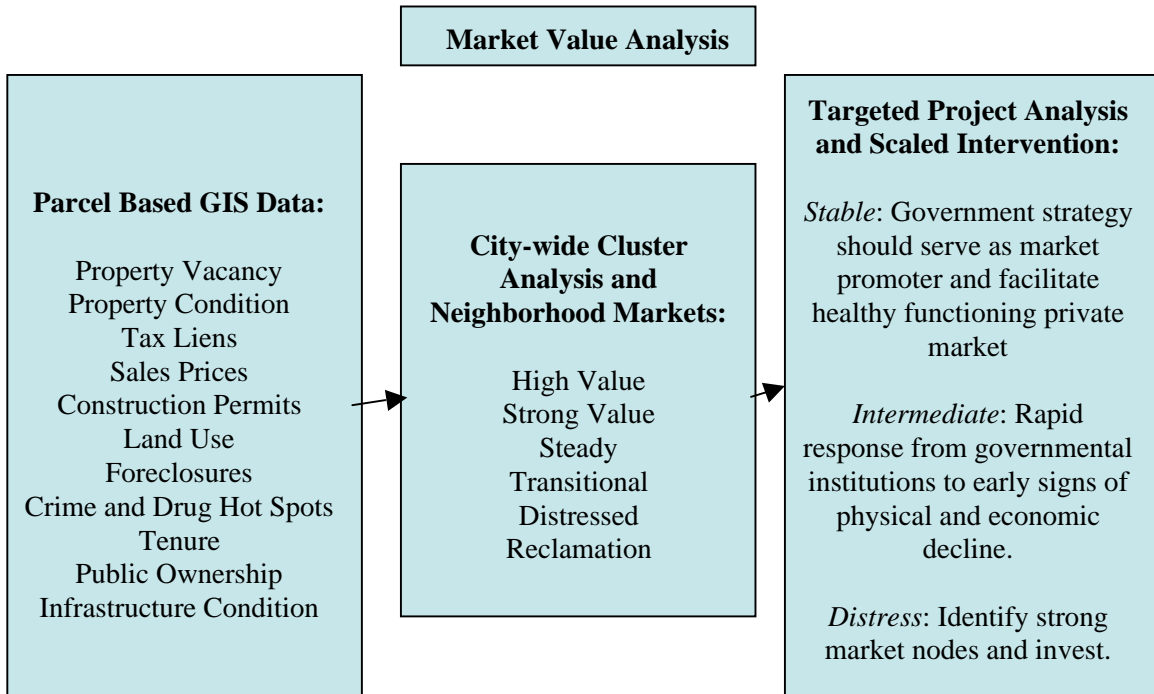 Market Value Analysis
Parcel Based GIS Data:
Property Vacancy
Property Condition
Tax Liens
Sales Prices
Construction Permits
Land Use
Foreclosures
Crime and Drug Hot Spots
Tenure
Public Ownership
Infrastructure Condition
City-wide Cluster
Analysis and
Neighborhood Markets:
High Value
Strong Value
Steady
Transitional
Distressed
Reclamation
Targeted Project Analysis
and Scaled Intervention:
Stable: Government strategy
should serve as market
promoter and facilitate
healthy functioning private
market
Intermediate: Rapid
response from governmental
institutions to early signs of
physical and economic
decline.
Distress: Identify strong
market nodes and invest.